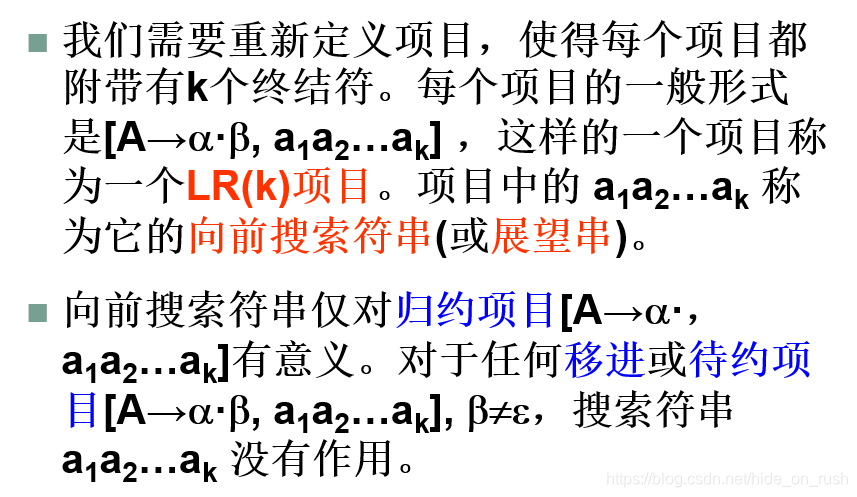 我们需要重新定义项目，使得每个项目都
附带有k个终结符。每个项目的一般形式
是[A→α·β, a₁a₂…aₖ] ，这样的一个项目称
为一个LR(k)项目。项目中的 a₁a₂…aₖ 称
为它的向前搜索符串(或展望串)。
向前搜索符串仅对归约项目[A→α·，
a₁a₂…aₖ]有意义。对于任何移进或待约项
目[A→α·β, a₁a₂…aₖ], β≠ε，搜索符串
a₁a₂…aₖ 没有作用。
https://blog.csdn.net/hide_on_rush